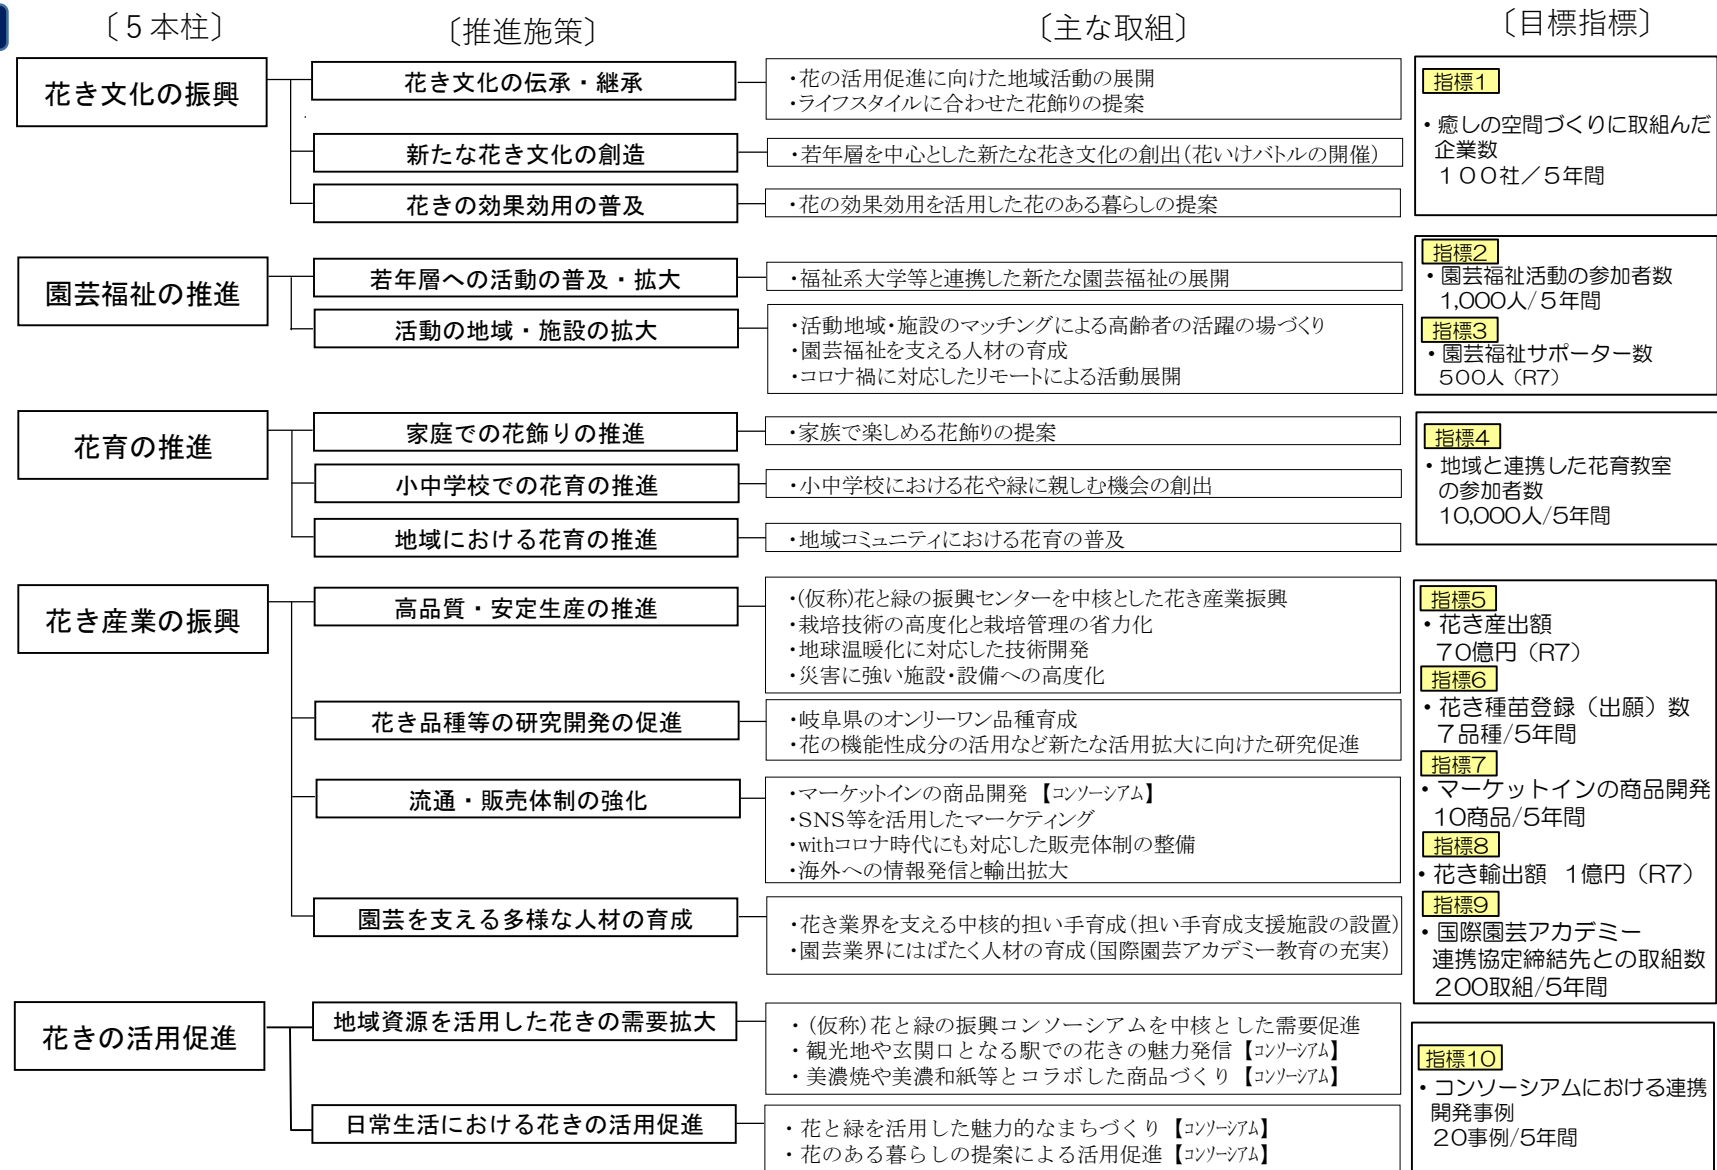 〔5本柱〕
〔推進施策〕
〔主な取組〕
〔目標指標〕
花き文化の振興
花き文化の伝承・継承
・花の活用促進に向けた地域活動の展開
・ライフスタイルに合わせた花飾りの提案
新たな花き文化の創造
・若年層を中心とした新たな花き文化の創出(花いけバトルの開催)
花きの効果効用の普及
・花の効果効用を活用した花のある暮らしの提案
指標1
・癒しの空間づくりに取組んだ
企業数
100社／5年間
園芸福祉の推進
若年層への活動の普及・拡大
・福祉系大学等と連携した新たな園芸福祉の展開
活動の地域・施設の拡大
・活動地域・施設のマッチングによる高齢者の活躍の場づくり
・園芸福祉を支える人材の育成
・コロナ禍に対応したリモートによる活動展開
指標2
・園芸福祉活動の参加者数
1,000人/5年間
指標3
・園芸福祉サポーター数
500人（R7）
花育の推進
家庭での花飾りの推進
・家族で楽しめる花飾りの提案
小中学校での花育の推進
・小中学校における花や緑に親しむ機会の創出
地域における花育の推進
・地域コミュニティにおける花育の普及
指標4
・地域と連携した花育教室
の参加者数
10,000人/5年間
花き産業の振興
高品質・安定生産の推進
・(仮称)花と緑の振興センターを中核とした花き産業振興
・栽培技術の高度化と栽培管理の省力化
・地球温暖化に対応した技術開発
・災害に強い施設・設備への高度化
花き品種等の研究開発の促進
・岐阜県のオンリーワン品種育成
・花の機能性成分の活用など新たな活用拡大に向けた研究促進
流通・販売体制の強化
・マーケットインの商品開発【コンソーシアム】
・SNS等を活用したマーケティング
・withコロナ時代にも対応した販売体制の整備
・海外への情報発信と輸出拡大
園芸を支える多様な人材の育成
・花き業界を支える中核的担い手育成(担い手育成支援施設の設置)
・園芸業界にはばたく人材の育成(国際園芸アカデミー教育の充実)
指標5
・花き産出額
70億円（R7）
指標6
・花き種苗登録（出願）数
7品種/5年間
指標7
・マーケットインの商品開発
10商品/5年間
指標8
・花き輸出額 1億円（R7）
指標9
・国際園芸アカデミー
連携協定締結先との取組数
200取組/5年間
花きの活用促進
地域資源を活用した花きの需要拡大
・(仮称)花と緑の振興コンソーシアムを中核とした需要促進
・観光地や玄関口となる駅での花きの魅力発信【コンソーシアム】
・美濃焼や美濃和紙等とコラボした商品づくり【コンソーシアム】
日常生活における花きの活用促進
・花と緑を活用した魅力的なまちづくり【コンソーシアム】
・花のある暮らしの提案による活用促進【コンソーシアム】
指標10
・コンソーシアムにおける連携
開発事例
20事例/5年間